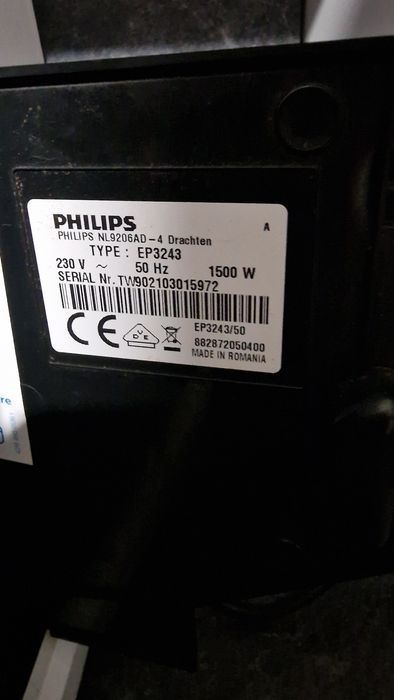 PHILIPS
A
PHILIPS NL9206AD-4 Drachten
TYPE : EP3243
230 V ~ 50 Hz 1500 W
SERIAL Nr. TW902103015972
CE
EP3243/50
882872050400
MADE IN ROMANIA
re